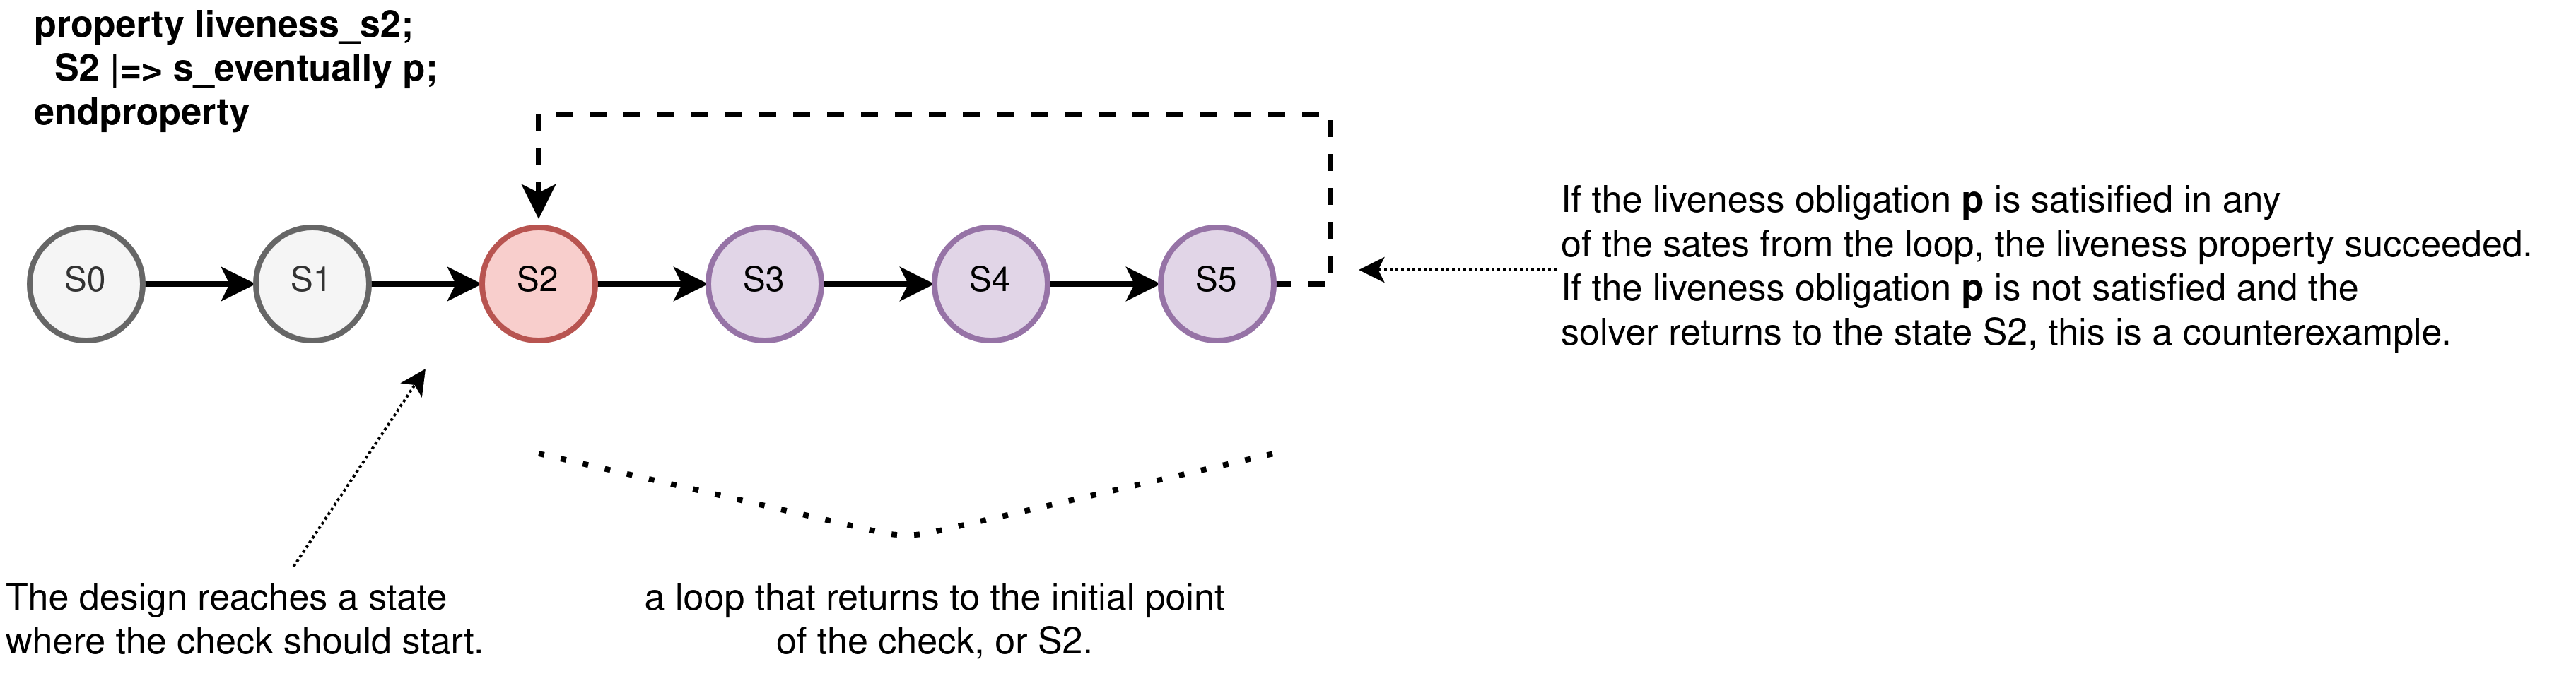 property liveness_s2;
S2 |=> s_eventually p;
endproperty
S0
S1
S2
S3
S4
S5
If the liveness obligation p is satisified in any
of the sates from the loop, the liveness property succeeded.
If the liveness obligation p is not satisfied and the
solver returns to the state S2, this is a counterexample.
The design reaches a state
where the check should start.
a loop that returns to the initial point
of the check, or S2.